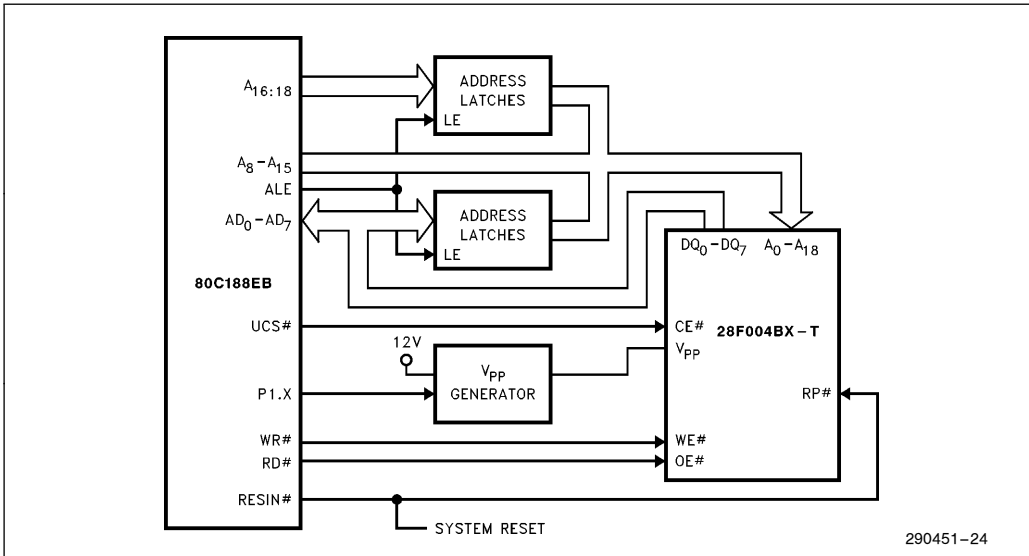 A16:18
A8–A15
ALE
AD0–AD7
80C188EB
UCS#
P1.X
WR#
RD#
RESIN#
ADDRESS
LATCHES
LE
ADDRESS
LATCHES
LE
12V
VPP
GENERATOR
SYSTEM RESET
DQ0–DQ7
A0–A18
CE#
28F004BX–T
VPP
RP#
WE#
OE#
290451–24